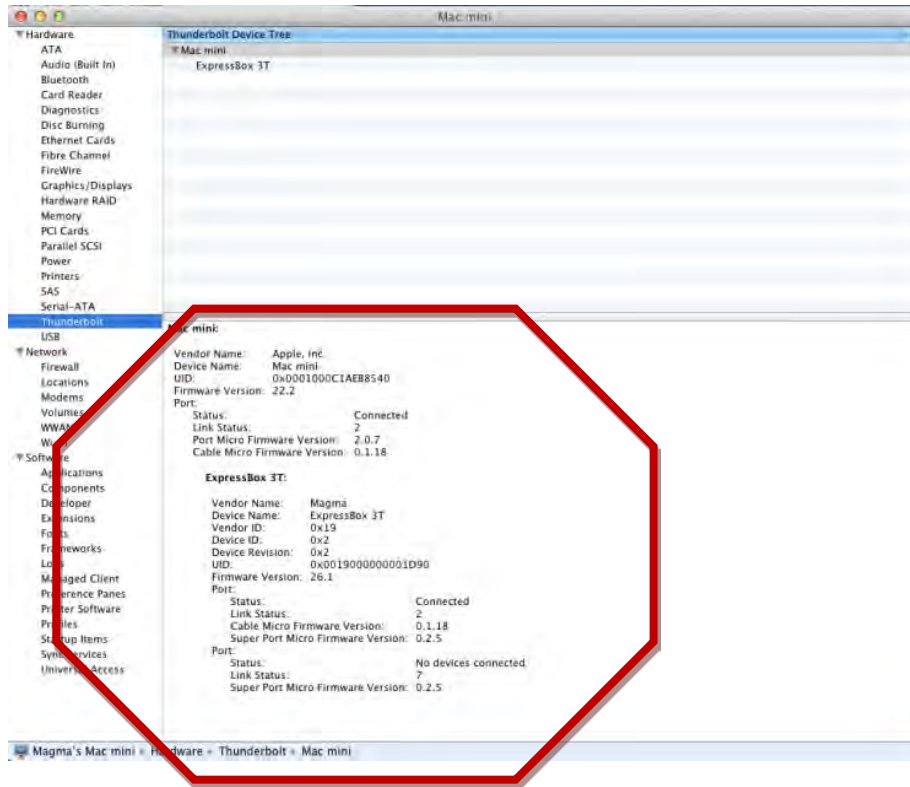 Mac mini
Hardware
ATA
Audio (Built In)
Bluetooth
Card Reader
Diagnostics
Disc Burning
Ethernet Cards
Fibre Channel
FireWire
Graphics/Displays
Hardware RAID
Memory
PCI Cards
Parallel SCSI
Power
Printers
SAS
Serial-ATA
Thunderbolt
USB
Network
Firewall
Locations
Modems
Volumes
WWAN
Software
Applications
Components
Developer
Extensions
Fonts
Frameworks
Logs
Managed Client
Preference Panes
Printer Software
Profiles
Startup Items
Sync Services
Universal Access
Thunderbolt Device Tree
Mac mini
ExpressBox 3T
Mac mini:
Vendor Name: Apple, Inc.
Device Name: Mac mini
UID: 0x0001000C1AEB8540
Firmware Version: 22.2
Port:
Status: Connected
Link Status: 2
Port Micro Firmware Version: 2.0.7
Cable Micro Firmware Version: 0.1.18
ExpressBox 3T:
Vendor Name: Magma
Device Name: ExpressBox 3T
Vendor ID: 0x19
Device ID: 0x2
Device Revision: 0x2
UID: 0x0019000000001D90
Firmware Version: 26.1
Port:
Status: Connected
Link Status: 2
Cable Micro Firmware Version: 0.1.18
Super Port Micro Firmware Version: 0.2.5
Port:
Status: No devices connected
Link Status: 7
Super Port Micro Firmware Version: 0.2.5
Magma's Mac mini Hardware Thunderbolt Mac mini